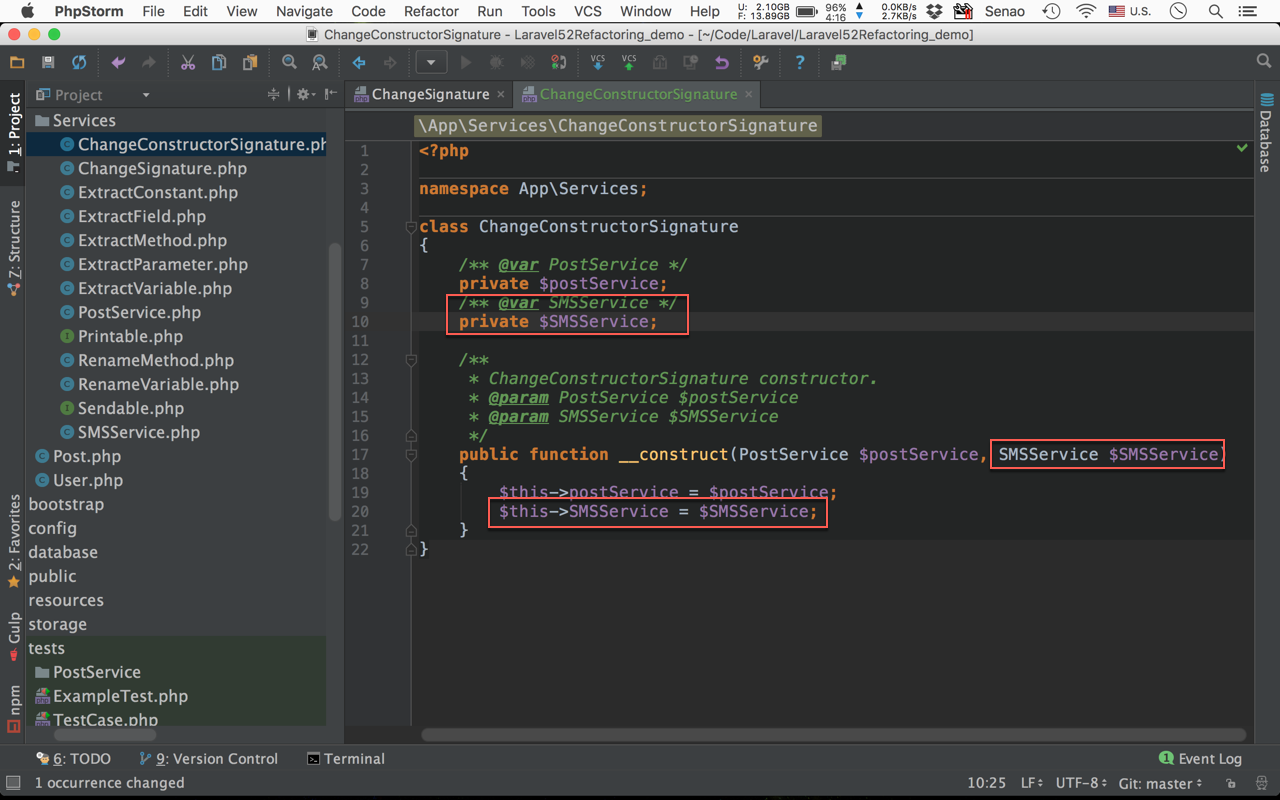 PhpStorm File Edit View Navigate Code Refactor Run Tools VCS Window Help U: 2.10GB F: 13.89GB 96% 4:16 0.0KB/s 2.7KB/s Senao U.S.
ChangeConstructorSignature - Laravel52Refactoring_demo - [~/Code/Laravel/Laravel52Refactoring_demo]
VCS VCS ?
1: Project
7: Structure
2: Favorites
Gulp
npm
Project
Services
ChangeConstructorSignature.ph
ChangeSignature.php
ExtractConstant.php
ExtractField.php
ExtractMethod.php
ExtractParameter.php
ExtractVariable.php
PostService.php
Printable.php
RenameMethod.php
RenameVariable.php
Sendable.php
SMSService.php
Post.php
User.php
bootstrap
config
database
public
resources
storage
tests
PostService
ExampleTest.php
TestCase.php
ChangeSignature × ChangeConstructorSignature ×
\App\Services\ChangeConstructorSignature
1 <?php
2
3 namespace App\Services;
4
5 class ChangeConstructorSignature
6 {
7 /** @var PostService */
8 private $postService;
9 /** @var SMSService */
10 private $SMSService;
11
12 /**
13 * ChangeConstructorSignature constructor.
14 * @param PostService $postService
15 * @param SMSService $SMSService
16 */
17 public function __construct(PostService $postService, SMSService $SMSService)
18 {
19 $this->postService = $postService;
20 $this->SMSService = $SMSService;
21 }
22 }
Database
6: TODO 9: Version Control Terminal 1 Event Log
1 occurrence changed 10:25 LF UTF-8 Git: master